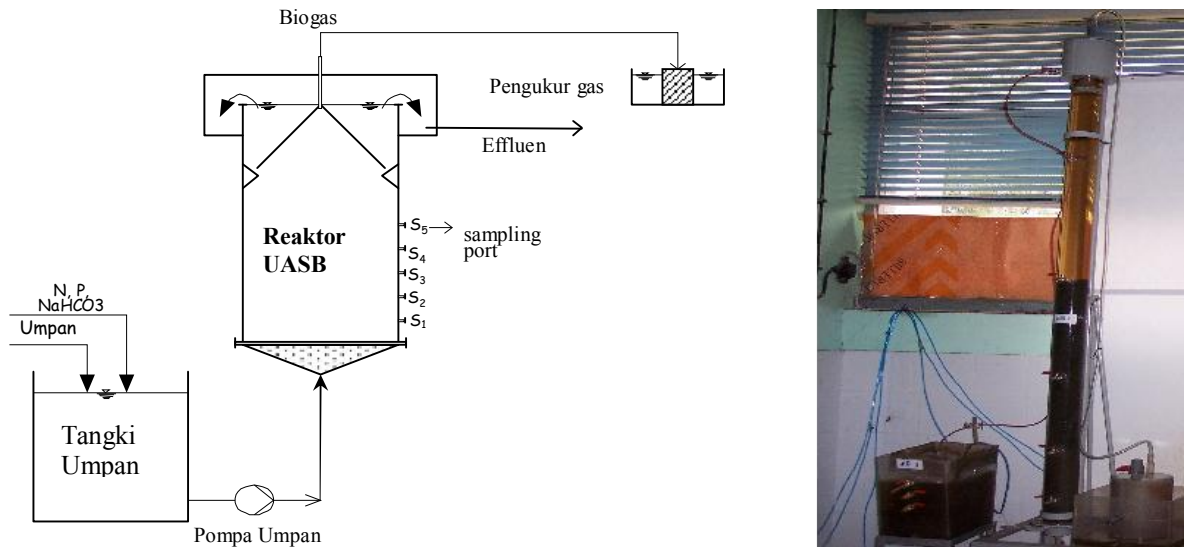 Biogas
Pengukur gas
Effluen
Reaktor
UASB
S5
sampling
port
S4
S3
S2
S1
N, P,
NaHCO3
Umpan
Tangki
Umpan
Pompa Umpan